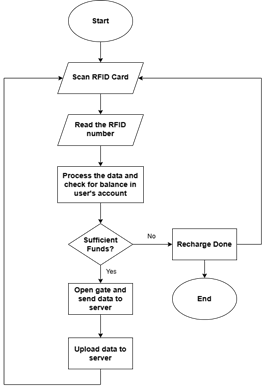 Start
Scan RFID Card
Read the RFID
number
Process the data and
check for balance in
user's account
Sufficient
Funds?
No
Recharge Done
Yes
Open gate and
send data to
server
End
Upload data to
server